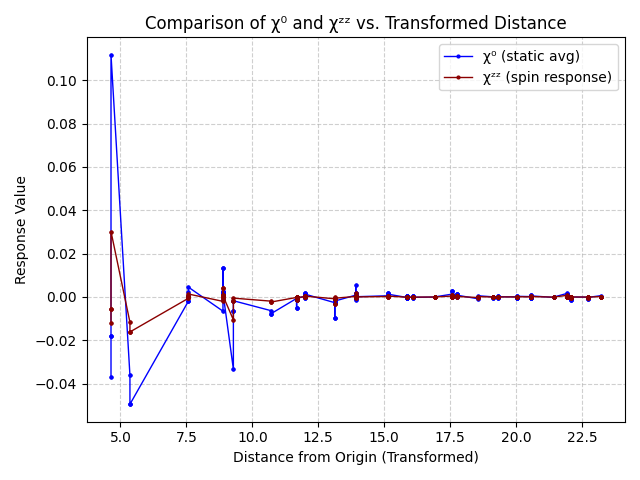 Comparison of χ⁰ and χᶻᶻ vs. Transformed Distance
χ⁰ (static avg)
χᶻᶻ (spin response)
Response Value
0.10
0.08
0.06
0.04
0.02
0.00
−0.02
−0.04
5.0 7.5 10.0 12.5 15.0 17.5 20.0 22.5
Distance from Origin (Transformed)